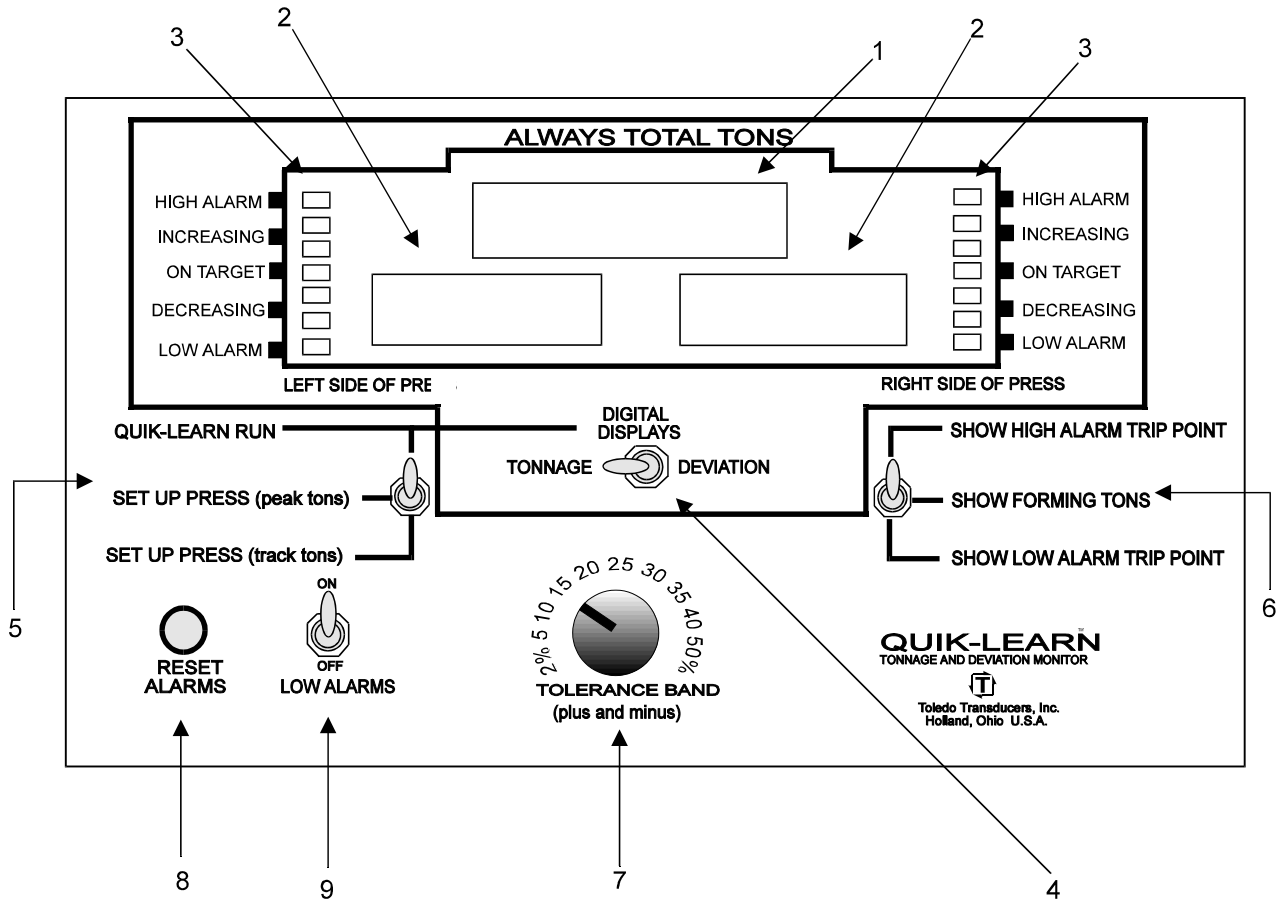 2
2
3
1
3
ALWAYS TOTAL TONS
HIGH ALARM
INCREASING
ON TARGET
DECREASING
LOW ALARM
HIGH ALARM
INCREASING
ON TARGET
DECREASING
LOW ALARM
LEFT SIDE OF PRE
RIGHT SIDE OF PRESS
QUIK-LEARN RUN
SET UP PRESS (peak tons)
SET UP PRESS (track tons)
DIGITAL
DISPLAYS
TONNAGE
DEVIATION
SHOW HIGH ALARM TRIP POINT
SHOW FORMING TONS
SHOW LOW ALARM TRIP POINT
5
6
RESET
ALARMS
ON
OFF
LOW ALARMS
2% 5 10 15 20 25 30 35 40 50%
TOLERANCE BAND
(plus and minus)
QUIK-LEARN™
TONNAGE AND DEVIATION MONITOR
T
Toledo Transducers, Inc.
Holland, Ohio U.S.A.
8
9
7
4